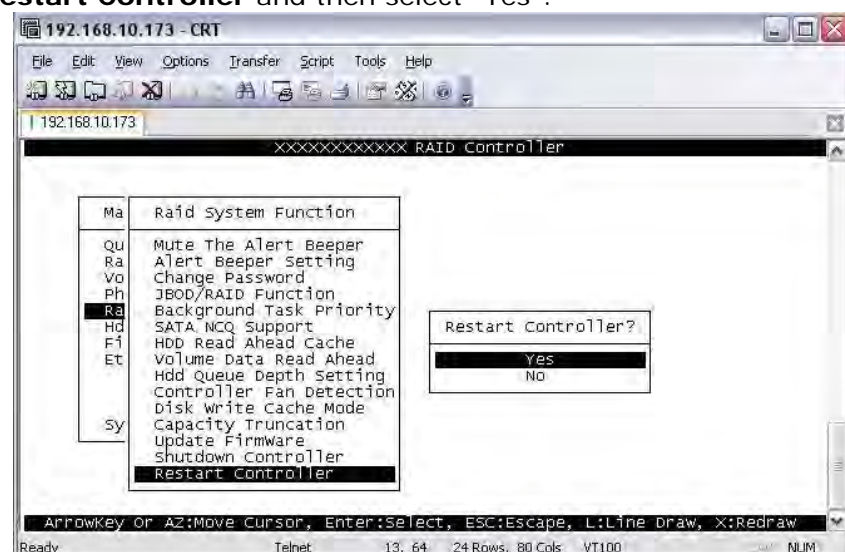 estart Controller and then select "Yes".
192.168.10.173 - CRT
File Edit View Options Transfer Script Tools Help
192.168.10.173
XXXXXXXXXXXX RAID Controller
Ma
Qu
Ra
Vo
Ph
Ra
Hd
Fi
Et
Sy
Raid System Function
Mute The Alert Beeper
Alert Beeper Setting
Change Password
JBOD/RAID Function
Background Task Priority
SATA NCQ Support
HDD Read Ahead Cache
Volume Data Read Ahead
Hdd Queue Depth Setting
Controller Fan Detection
Disk Write Cache Mode
Capacity Truncation
Update FirmWare
Shutdown Controller
Restart Controller
Restart Controller?
Yes
No
ArrowKey Or AZ:Move Cursor, Enter:Select, ESC:Escape, L:Line Draw, X:Redraw
Ready Telnet 13, 64 24 Rows, 80 Cols VT100 NUM